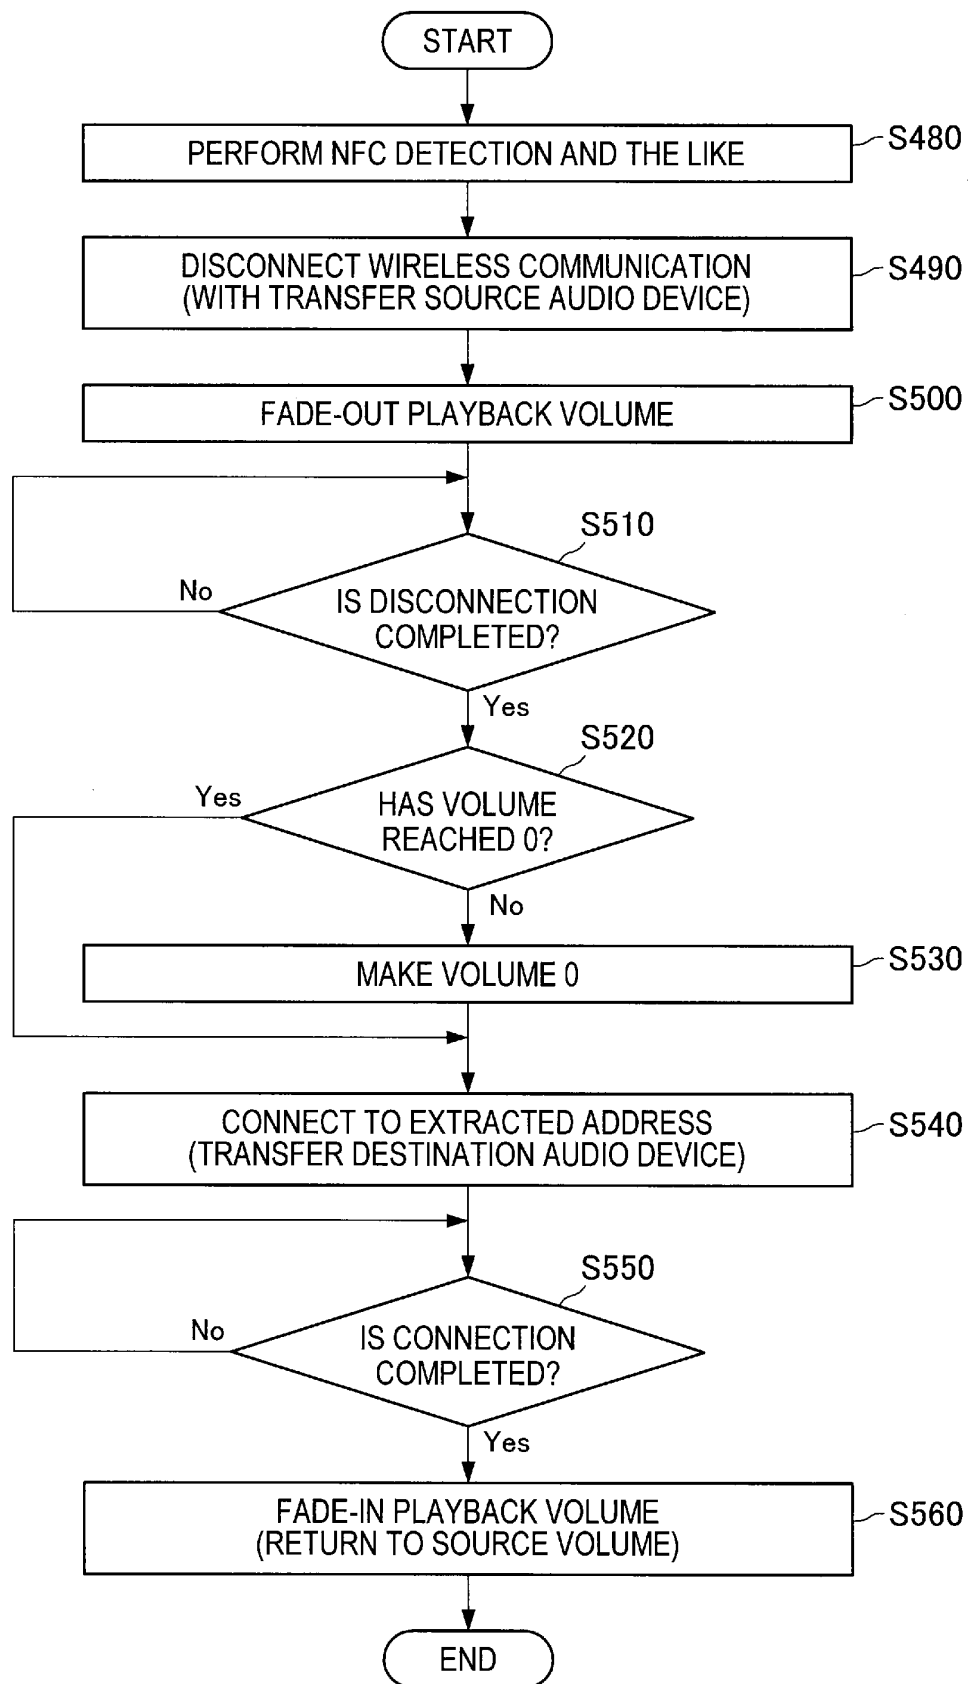 START
PERFORM NFC DETECTION AND THE LIKE
S480
DISCONNECT WIRELESS COMMUNICATION
(WITH TRANSFER SOURCE AUDIO DEVICE)
S490
FADE-OUT PLAYBACK VOLUME
S500
S510
No
IS DISCONNECTION
COMPLETED?
Yes
S520
Yes
HAS VOLUME
REACHED 0?
No
MAKE VOLUME 0
S530
CONNECT TO EXTRACTED ADDRESS
(TRANSFER DESTINATION AUDIO DEVICE)
S540
S550
No
IS CONNECTION
COMPLETED?
Yes
FADE-IN PLAYBACK VOLUME
(RETURN TO SOURCE VOLUME)
S560
END